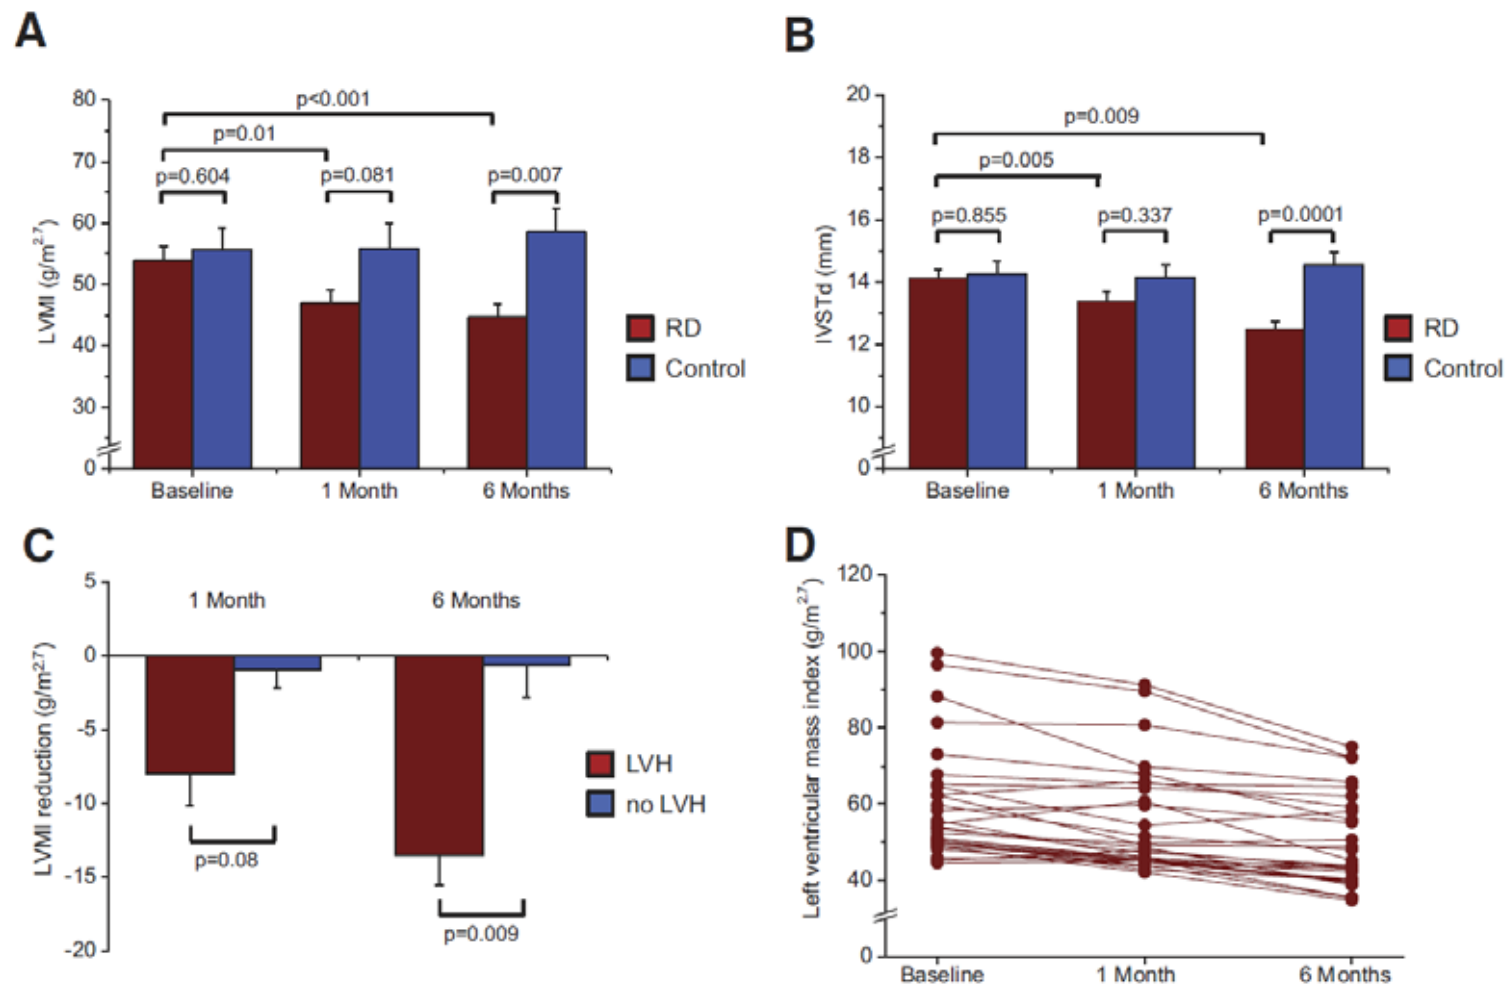 A
80
70
60
50
40
30
0
LVMI (g/m2.7)
p<0.001
p=0.01
p=0.604
p=0.081
p=0.007
RD
Control
Baseline
1 Month
6 Months
B
20
18
16
14
12
10
0
IVSTd (mm)
p=0.009
p=0.005
p=0.855
p=0.337
p=0.0001
RD
Control
Baseline
1 Month
6 Months
C
5
0
-5
-10
-15
-20
LVMI reduction (g/m2.7)
1 Month
6 Months
p=0.08
p=0.009
LVH
no LVH
D
120
100
80
60
40
0
Left ventricular mass index (g/m2.7)
Baseline
1 Month
6 Months